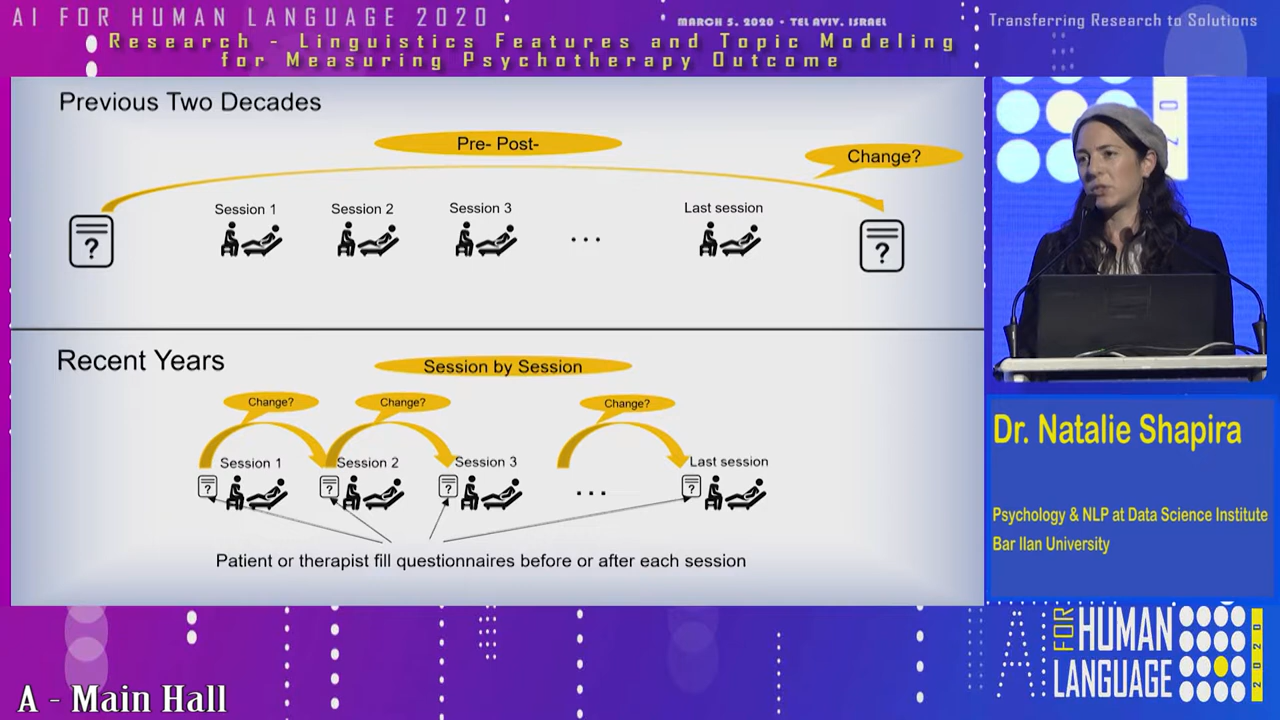 AI FOR HUMAN LANGUAGE 2020
MARCH 5, 2020 - TEL AVIV, ISRAEL
Transferring Research to Solutions
Research - Linguistics Features and Topic Modeling
for Measuring Psychotherapy Outcome
Previous Two Decades
Pre- Post-
Change?
Session 1
Session 2
Session 3
Last session
?
...
?
Recent Years
Session by Session
Change?
Change?
Change?
Session 1
Session 2
Session 3
Last session
?
?
?
...
?
Patient or therapist fill questionnaires before or after each session
Dr. Natalie Shapira
Psychology & NLP at Data Science Institute
Bar Ilan University
A - Main Hall
AI FOR HUMAN
LANGUAGE
2020